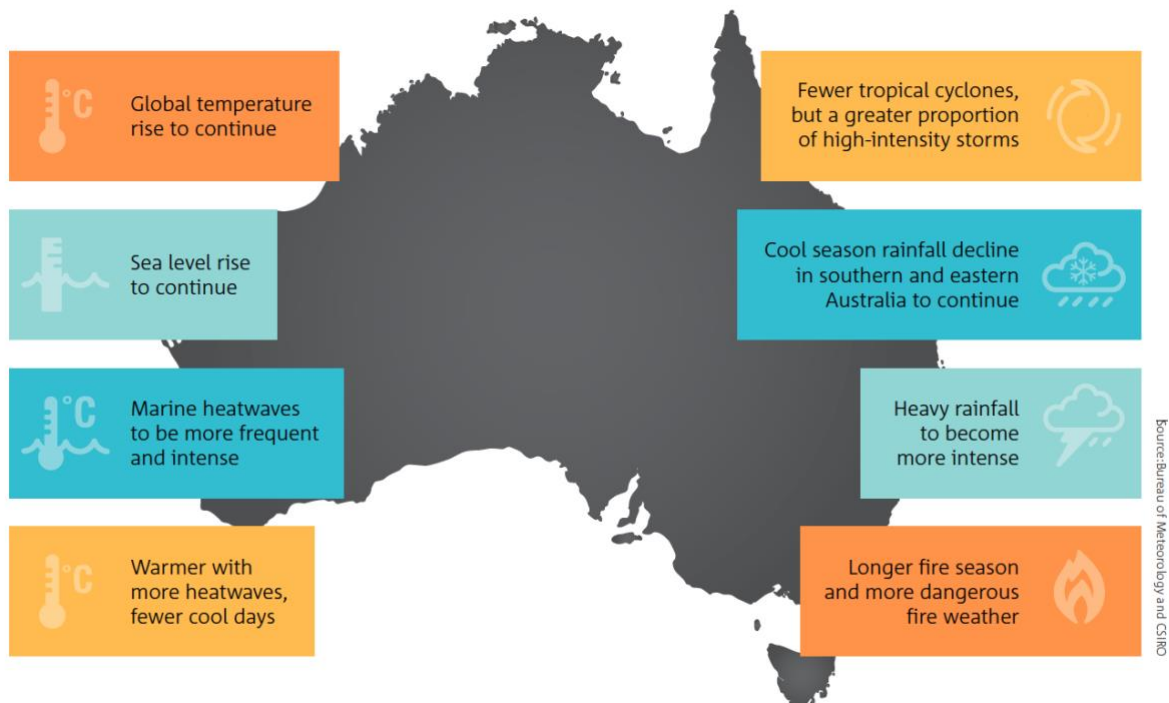 °C
Global temperature
rise to continue
Sea level rise
to continue
°C
Marine heatwaves
to be more frequent
and intense
°C
Warmer with
more heatwaves,
fewer cool days
Fewer tropical cyclones,
but a greater proportion
of high-intensity storms
Cool season rainfall decline
in southern and eastern
Australia to continue
Heavy rainfall
to become
more intense
Longer fire season
and more dangerous
fire weather
Source:Bureau of Meteorology and CSIRO